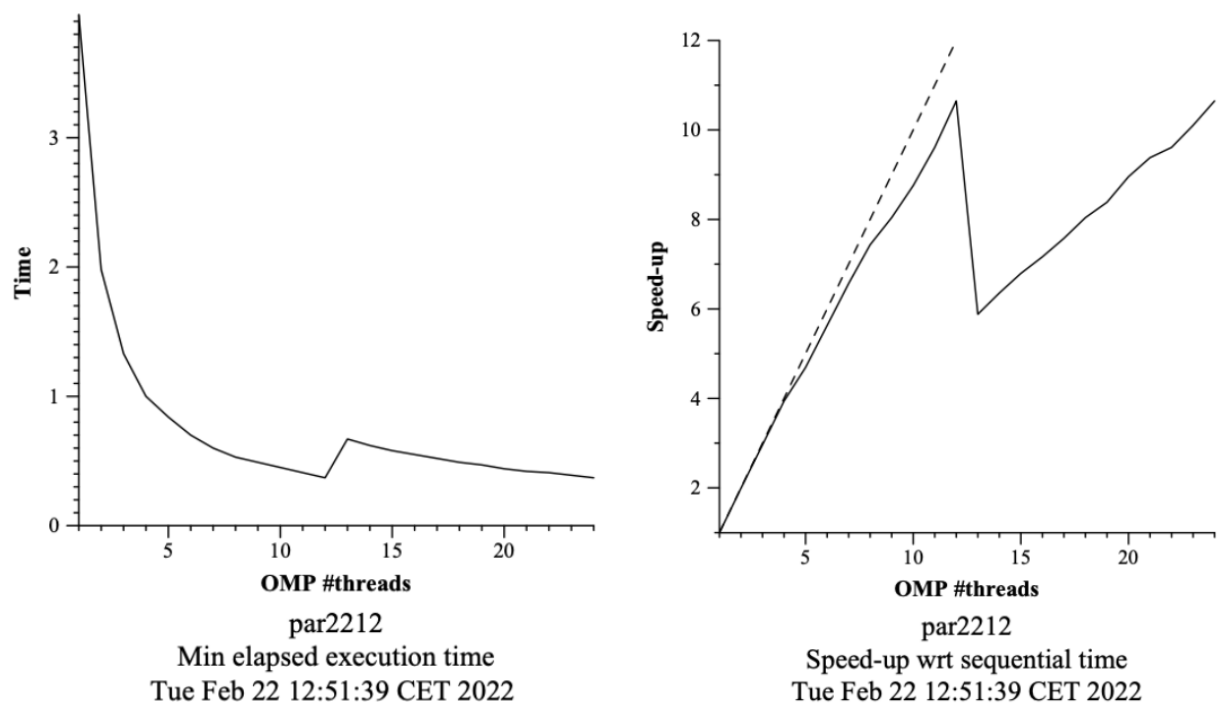 3
2
1
0
Time
5
10
15
20
OMP #threads
par2212
Min elapsed execution time
Tue Feb 22 12:51:39 CET 2022
12
10
8
6
4
2
Speed-up
5
10
15
20
OMP #threads
par2212
Speed-up wrt sequential time
Tue Feb 22 12:51:39 CET 2022